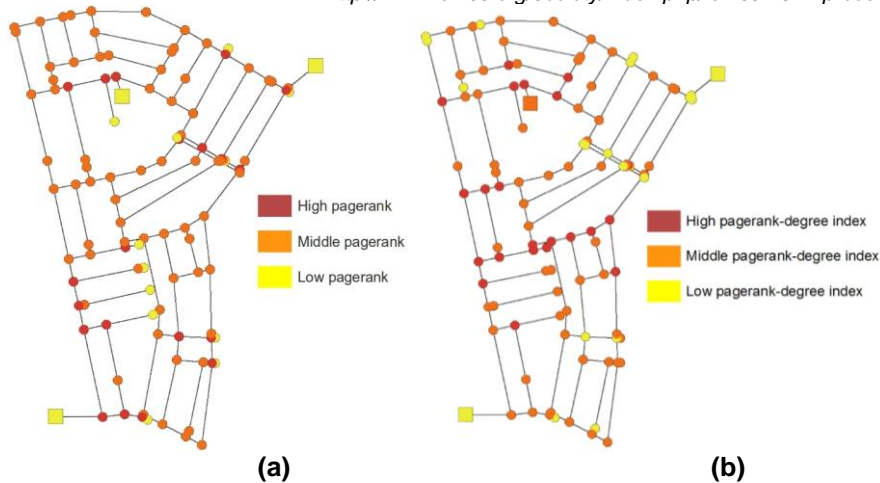 High pagerank
Middle pagerank
Low pagerank
High pagerank-degree index
Middle pagerank-degree index
Low pagerank-degree index
(a)
(b)